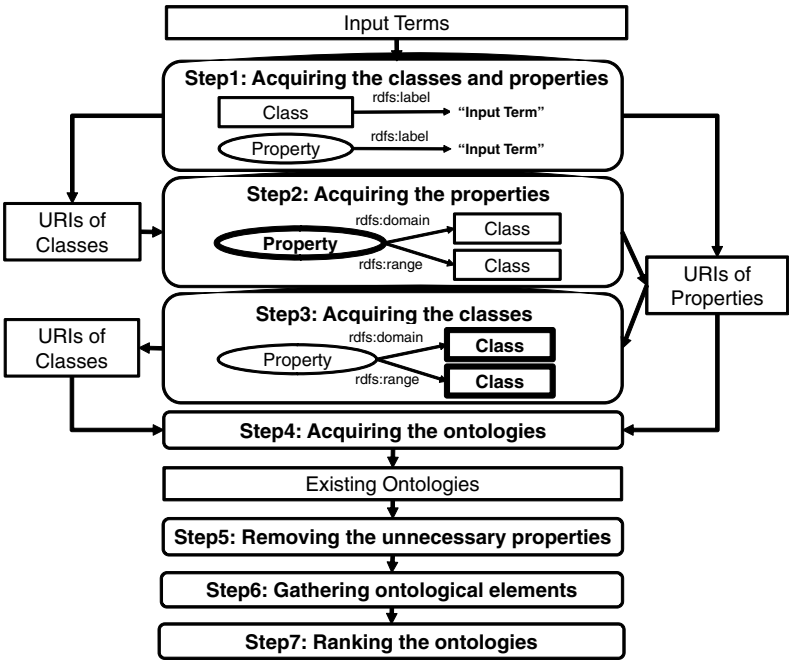 Input Terms
Step1: Acquiring the classes and properties
Class
rdfs:label
“Input Term”
Property
rdfs:label
“Input Term”
URIs of
Classes
Step2: Acquiring the properties
Property
rdfs:domain
Class
rdfs:range
Class
URIs of
Properties
Step3: Acquiring the classes
URIs of
Classes
Property
rdfs:domain
Class
rdfs:range
Class
Step4: Acquiring the ontologies
Existing Ontologies
Step5: Removing the unnecessary properties
Step6: Gathering ontological elements
Step7: Ranking the ontologies